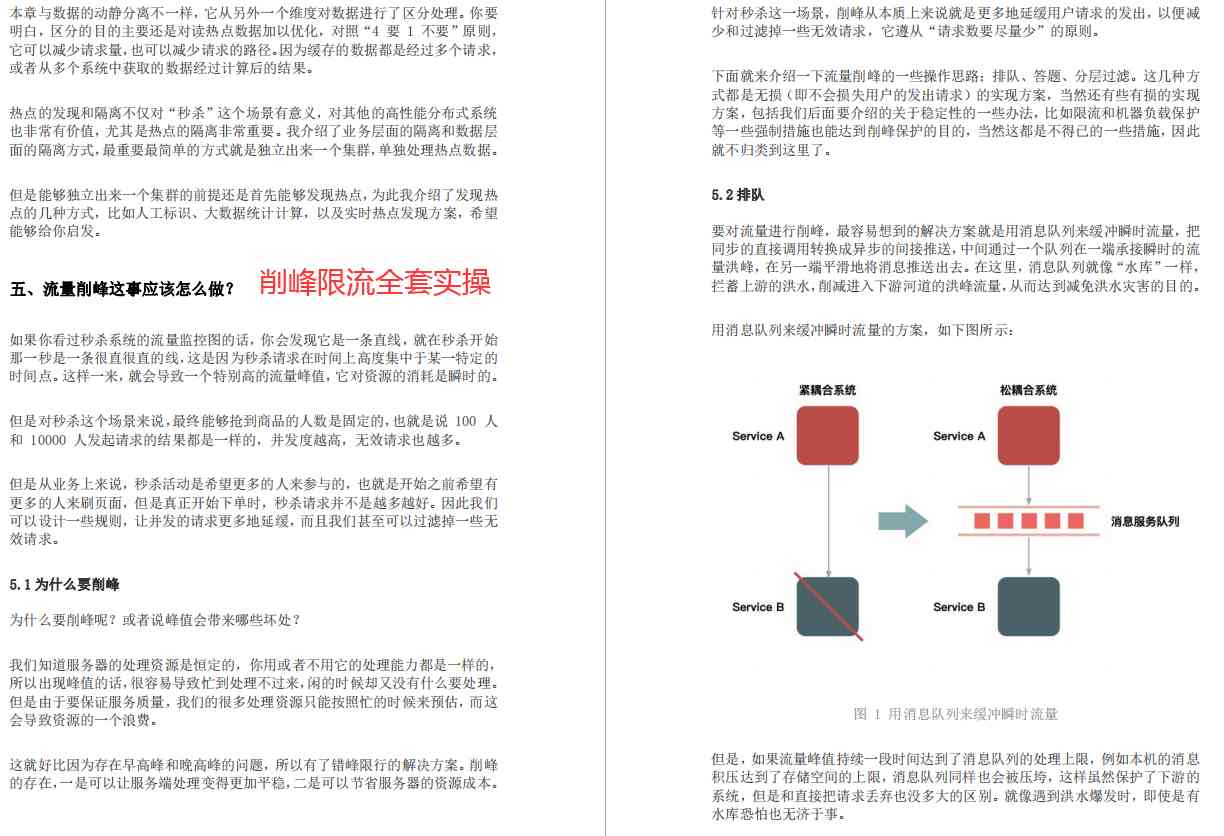 本章与数据的动静分离不一样，它从另外一个维度对数据进行了区分处理。你要
明白，区分的目的主要还是对读热点数据加以优化，对照“4 要 1 不要”原则，
它可以减少请求量，也可以减少请求的路径。因为缓存的数据都是经过多个请求，
或者从多个系统中获取的数据经过计算后的结果。
热点的发现和隔离不仅对“秒杀”这个场景有意义，对其他的高性能分布式系统
也非常有价值，尤其是热点的隔离非常重要。我介绍了业务层面的隔离和数据层
面的隔离方式，最重要最简单的方式就是独立出来一个集群，单独处理热点数据。
但是能够独立出来一个集群的前提还是首先能够发现热点，为此我介绍了发现热
点的几种方式，比如人工标识、大数据统计计算，以及实时热点发现方案，希望
能够给你启发。
五、流量削峰这事应该怎么做？ 削峰限流全套实操
如果你看过秒杀系统的流量监控图的话，你会发现它是一条直线，就在秒杀开始
那一秒是一条很直很直的线，这是因为秒杀请求在时间上高度集中于某一特定的
时间点。这样一来，就会导致一个特别高的流量峰值，它对资源的消耗是瞬时的。
但是对秒杀这个场景来说，最终能够抢到商品的人数是固定的，也就是说 100 人
和 10000 人发起请求的结果都是一样的，并发度越高，无效请求也越多。
但是从业务上来说，秒杀活动是希望更多的人来参与的，也就是开始之前希望有
更多的人来刷页面，但是真正开始下单时，秒杀请求并不是越多越好。因此我们
可以设计一些规则，让并发的请求更多地延缓，而且我们甚至可以过滤掉一些无
效请求。
5.1 为什么要削峰
为什么要削峰呢？或者说峰值会带来哪些坏处？
我们知道服务器的处理资源是恒定的，你用或者不用它的处理能力都是一样的，
所以出现峰值的话，很容易导致忙到处理不过来，闲的时候却又没有什么要处理。
但是由于要保证服务质量，我们的很多处理资源只能按照忙的时候来预估，而这
会导致资源的一个浪费。
这就好比因为存在早高峰和晚高峰的问题，所以有了错峰限行的解决方案。削峰
的存在，一是可以让服务端处理变得更加平稳，二是可以节省服务器的资源成本。
针对秒杀这一场景，削峰从本质上来说就是更多地延缓用户请求的发出，以便减
少和过滤掉一些无效请求，它遵从“请求数要尽量少”的原则。
下面就来介绍一下流量削峰的一些操作思路：排队、答题、分层过滤。这几种方
式都是无损（即不会损失用户的发出请求）的实现方案，当然还有些有损的实现
方案，包括我们后面要介绍的关于稳定性的一些办法，比如限流和机器负载保护
等一些强制措施也能达到削峰保护的目的，当然这都是不得已的一些措施，因此
就不归类到这里了。
5.2 排队
要对流量进行削峰，最容易想到的解决方案就是用消息队列来缓冲瞬时流量，把
同步的直接调用转换成异步的间接推送，中间通过一个队列在一端承接瞬时的流
量洪峰，在另一端平滑地将消息推送出去。在这里，消息队列就像“水库”一样，
拦蓄上游的洪水，削减进入下游河道的洪峰流量，从而达到减免洪水灾害的目的。
用消息队列来缓冲瞬时流量的方案，如下图所示：
紧耦合系统 松耦合系统
Service A Service A
消息服务队列
Service B Service B
图 1 用消息队列来缓冲瞬时流量
但是，如果流量峰值持续一段时间达到了消息队列的处理上限，例如本机的消息
积压达到了存储空间的上限，消息队列同样也会被压垮，这样虽然保护了下游的
系统，但是和直接把请求丢弃也没多大的区别。就像遇到洪水爆发时，即使是有
水库恐怕也无济于事。